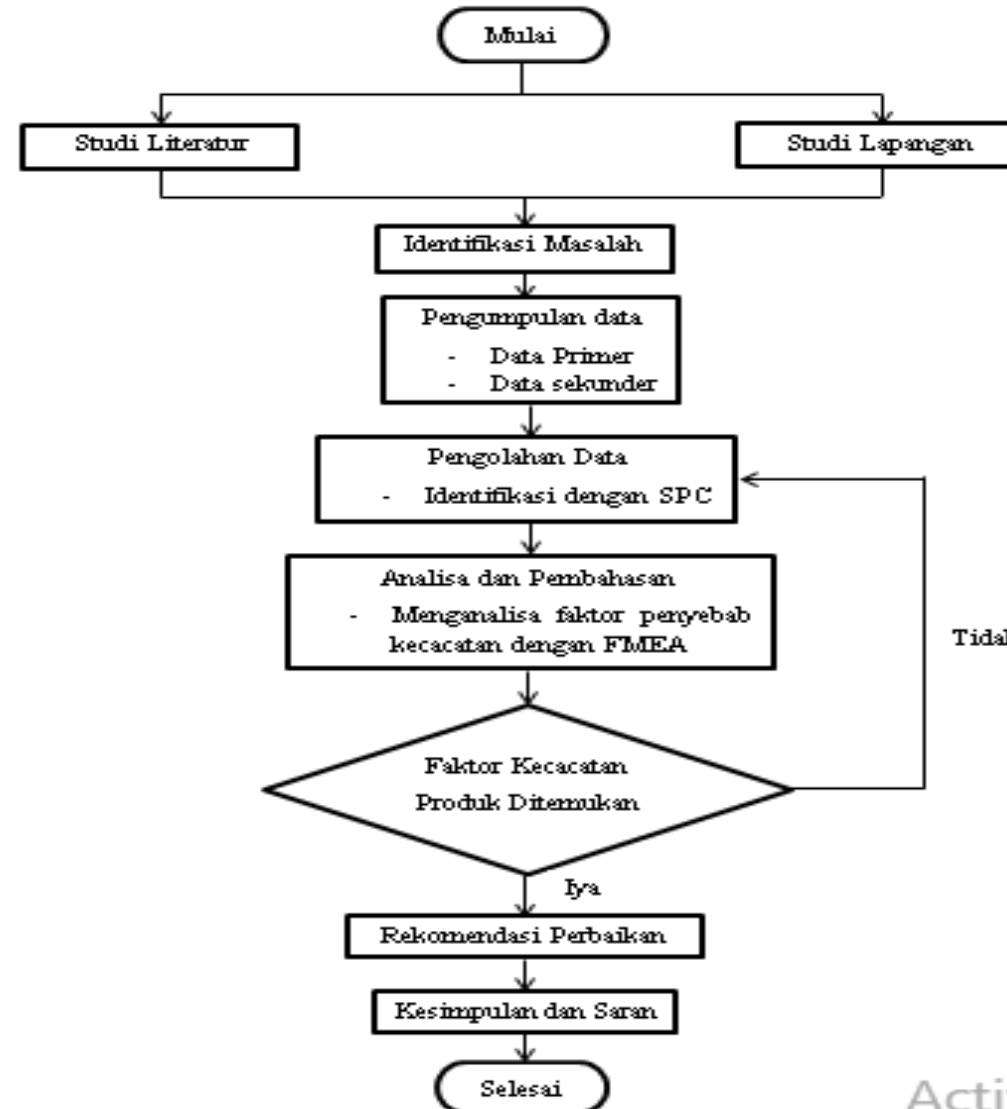 Mulai
Studi Literatur
Studi Lapangan
Identifikasi Masalah
Pengumpulan data
- Data Primer
- Data sekunder
Pengolahan Data
- Identifikasi dengan SPC
Analisa dan Pembahasan
- Menganalisa faktor penyebab
kecacatan dengan FMEA
Faktor Kecacatan
Produk Ditemukan
Iya
Rekomendasi Perbaikan
Kesimpulan dan Saran
Selesai